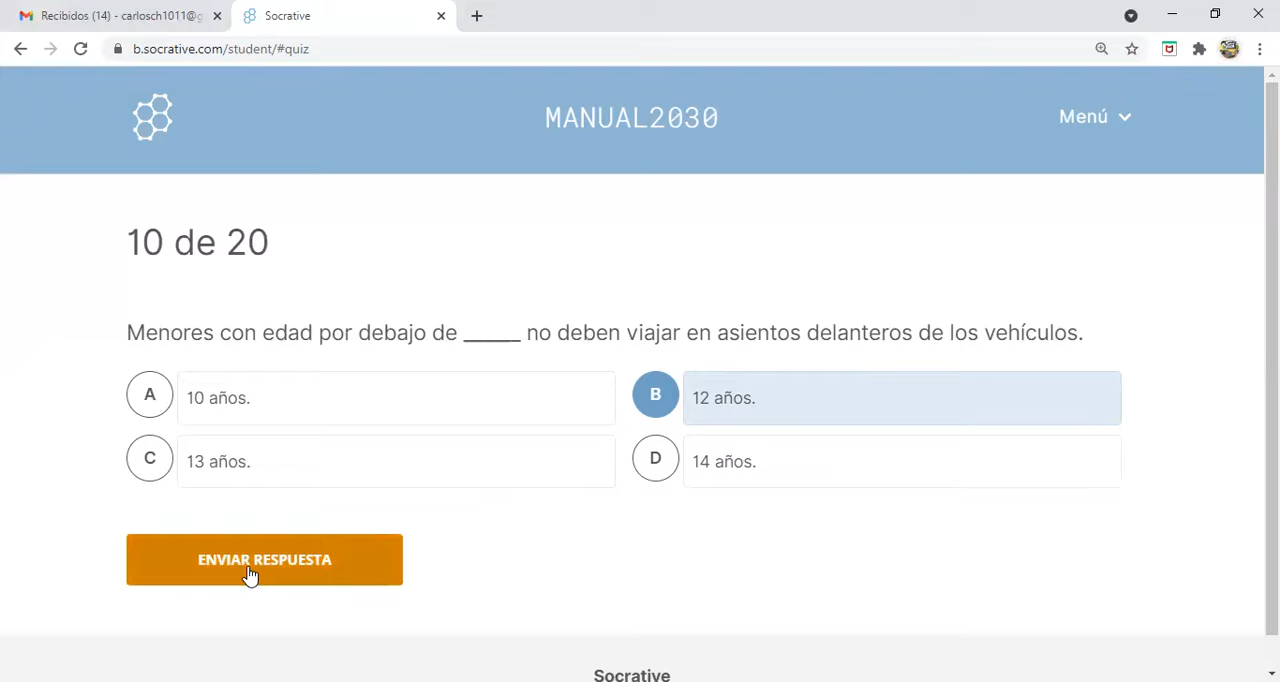 Recibidos (14) - carlosch1011@g
Socrative
b.socrative.com/student/#quiz
MANUAL2030
Menú
10 de 20
Menores con edad por debajo de ______ no deben viajar en asientos delanteros de los vehículos.
A 10 años.
B 12 años.
C 13 años.
D 14 años.
ENVIAR RESPUESTA
Socrative